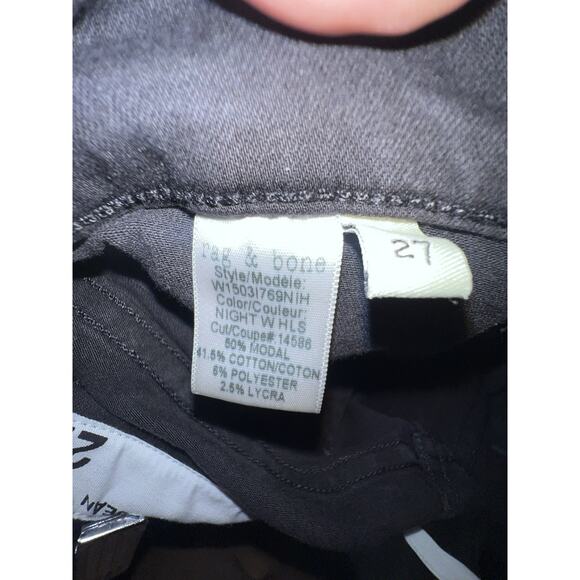 rag & bone
Style/Modèle:
W1503I769NIH
Color/Couleur:
NIGHT W HLS
Cut/Coupe# 14586
50% MODAL
41.5% COTTON/COTON
6% POLYESTER
2.5% LYCRA
27